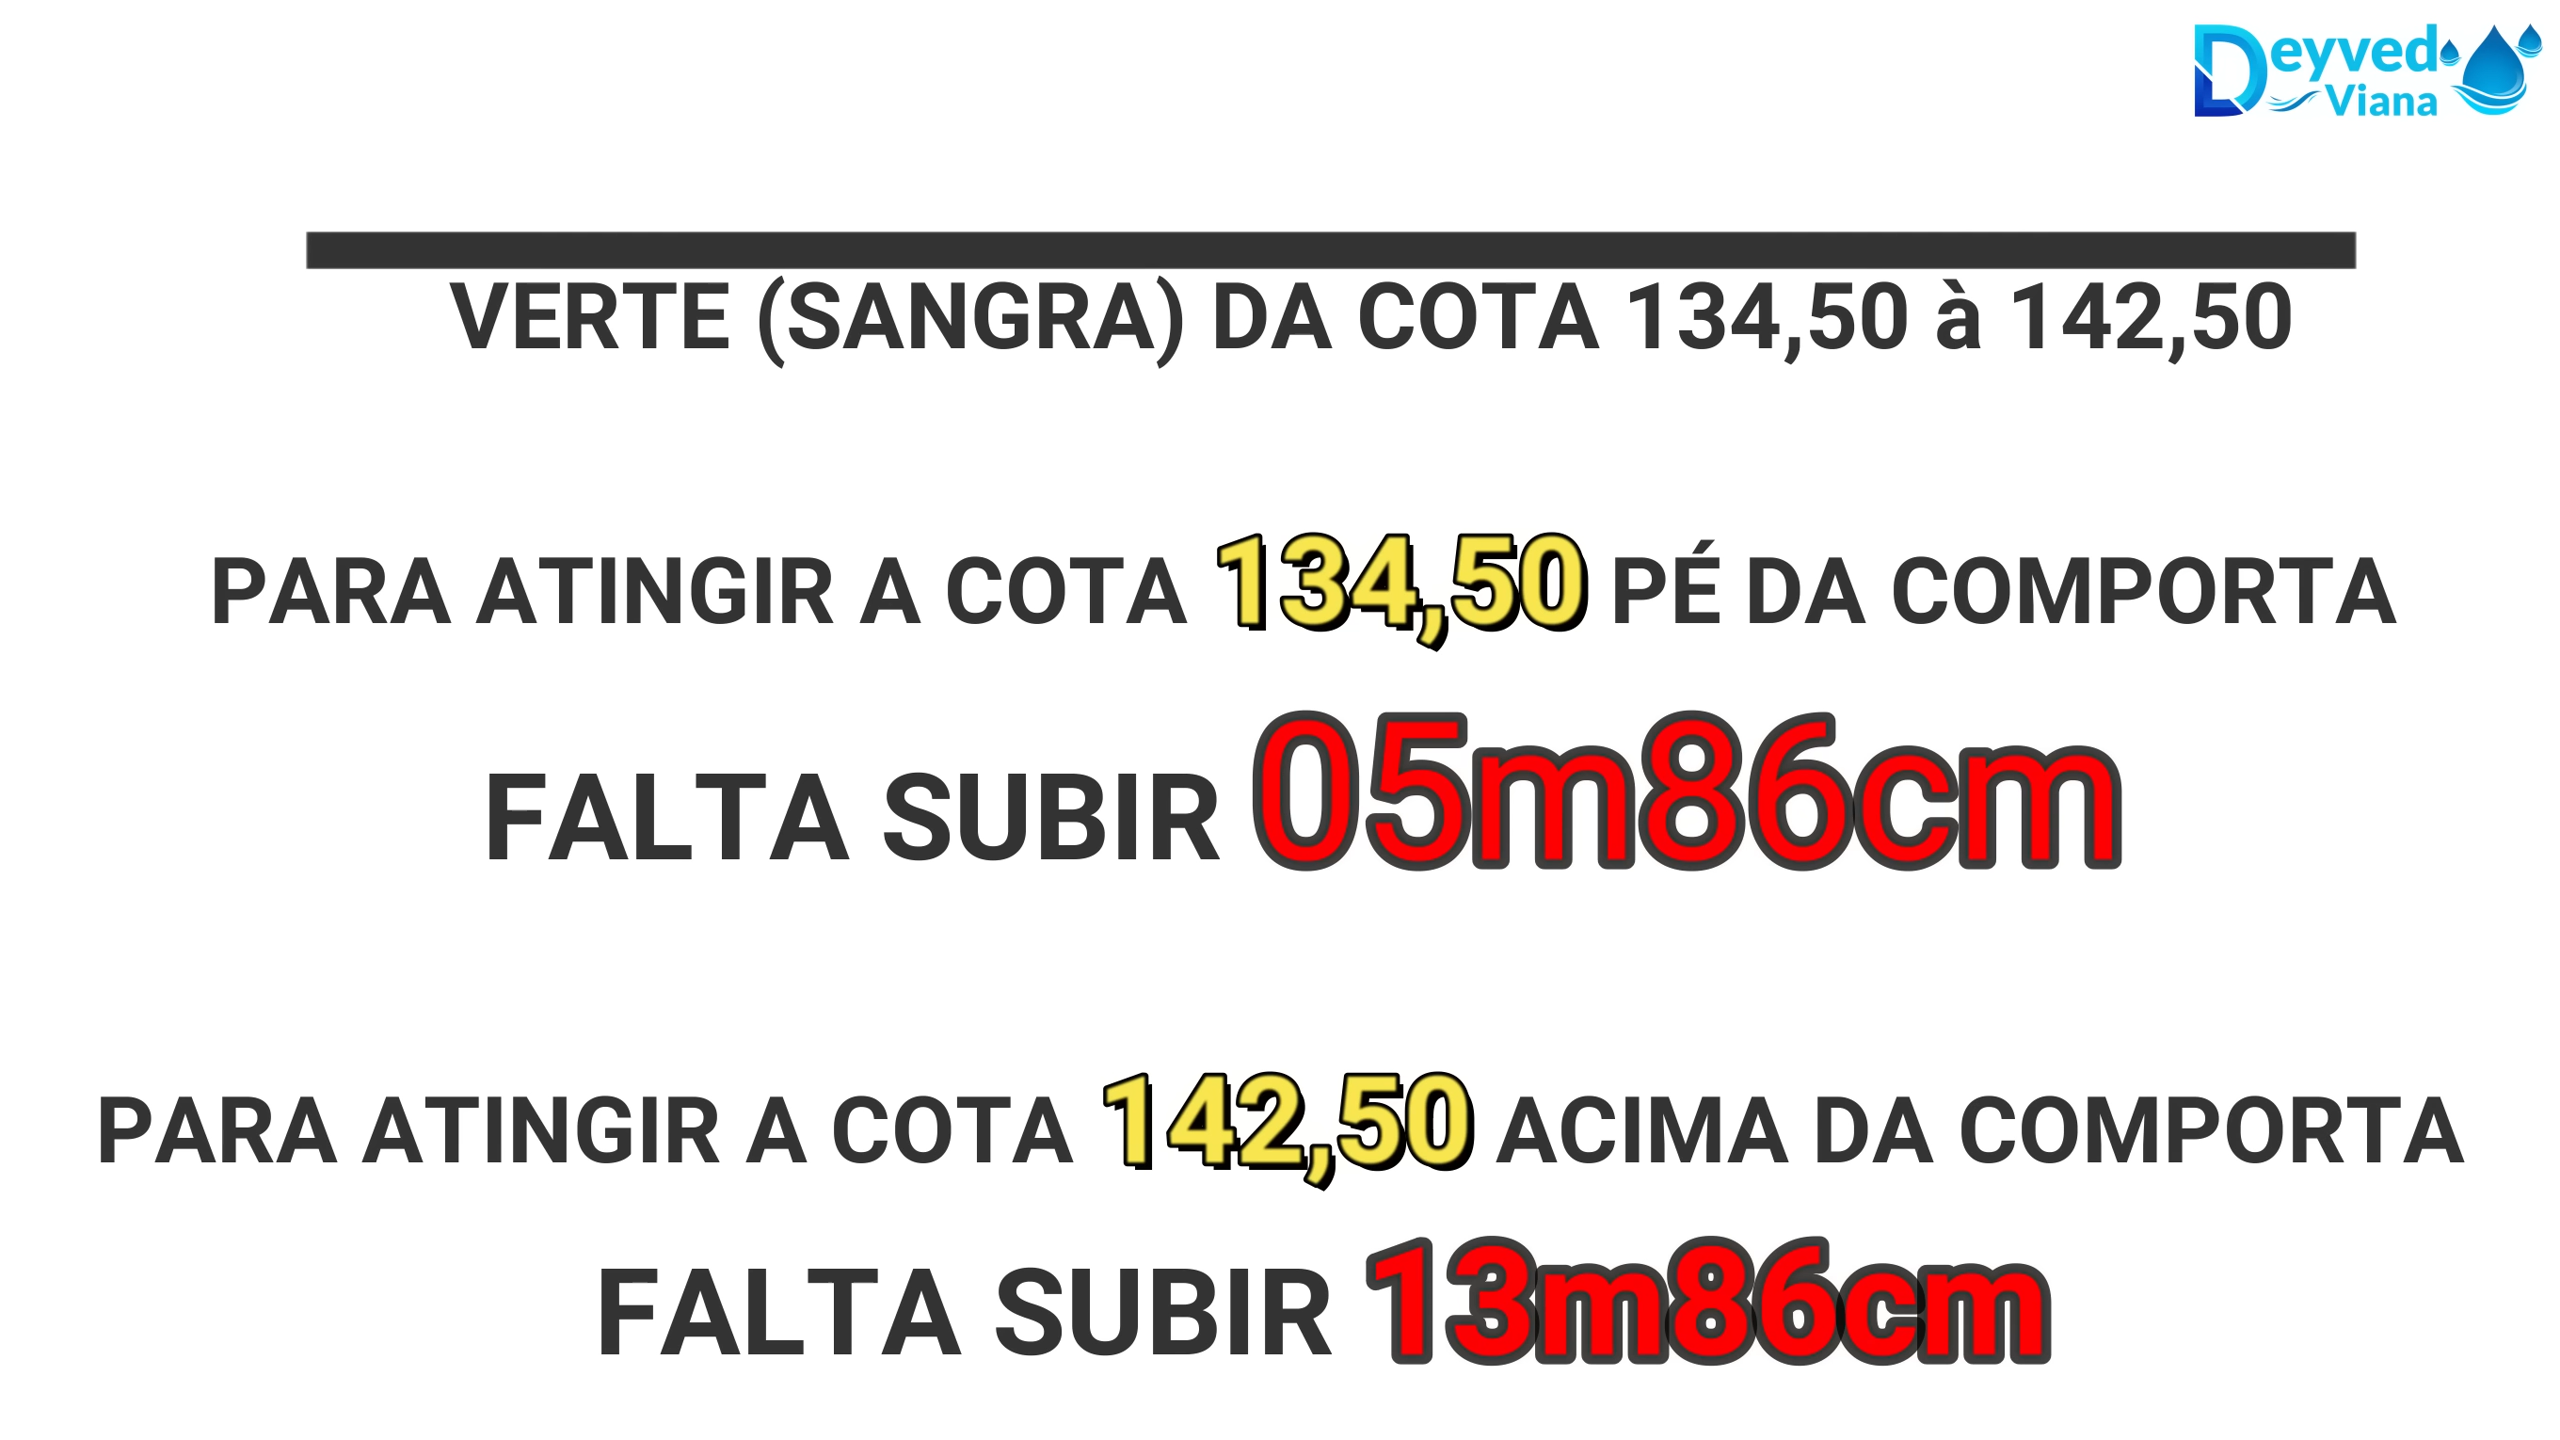 Deyved
Viana
VERTE (SANGRA) DA COTA 134,50 à 142,50
PARA ATINGIR A COTA 134,50 PÉ DA COMPORTA
FALTA SUBIR 05m86cm
PARA ATINGIR A COTA 142,50 ACIMA DA COMPORTA
FALTA SUBIR 13m86cm